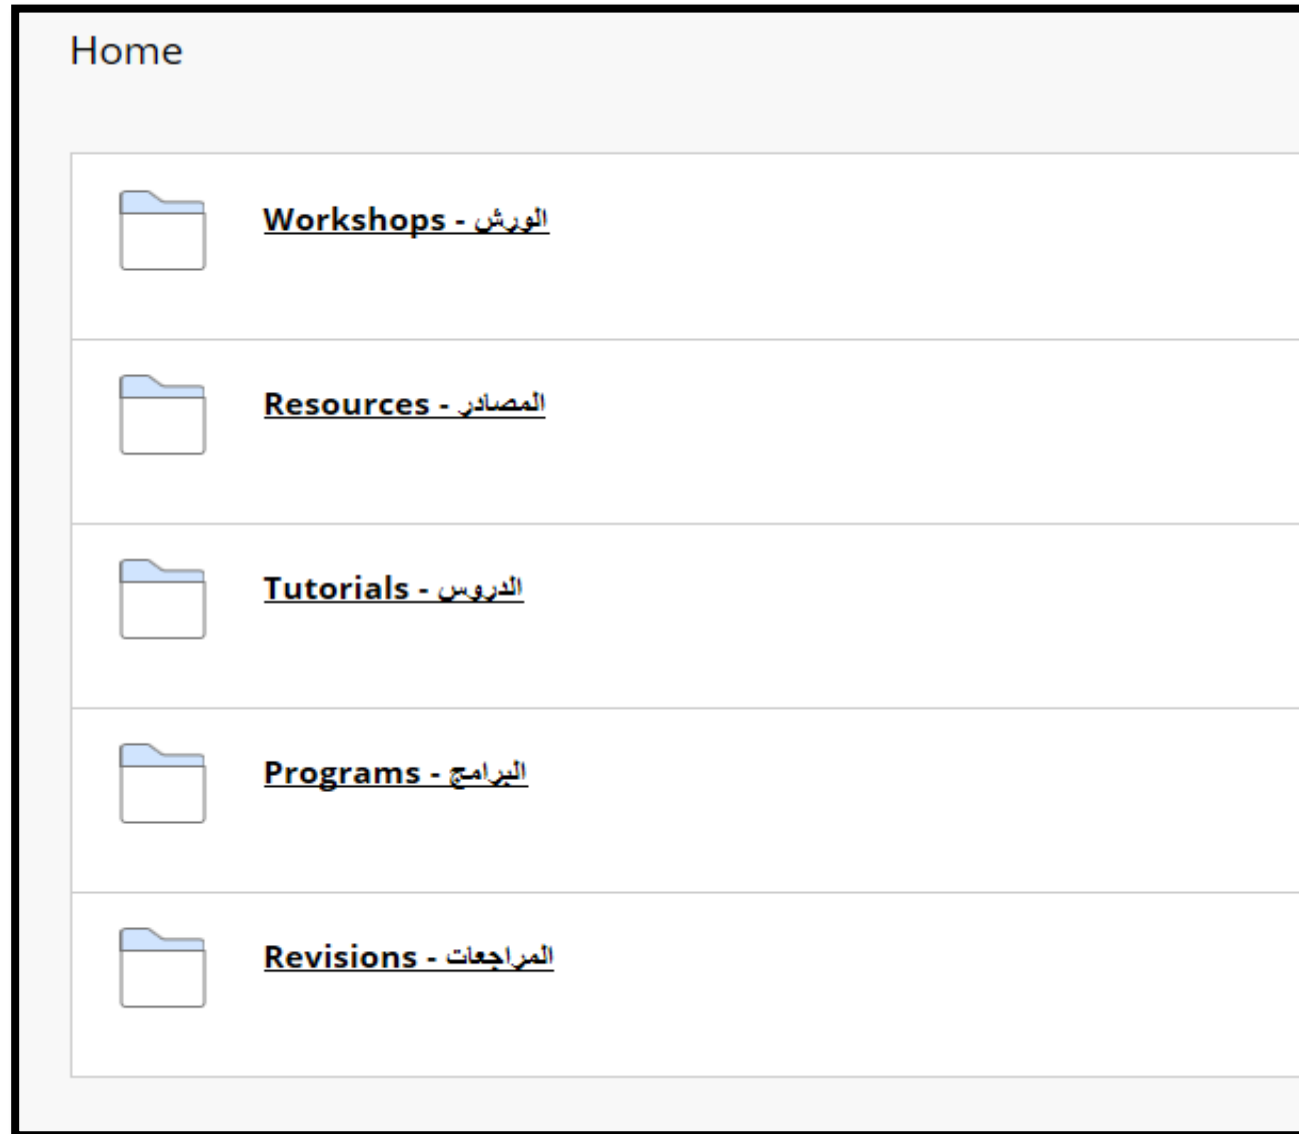 Home
Workshops - الورش
Resources - المصادر
Tutorials - الدروس
Programs - البرامج
Revisions - المراجعات